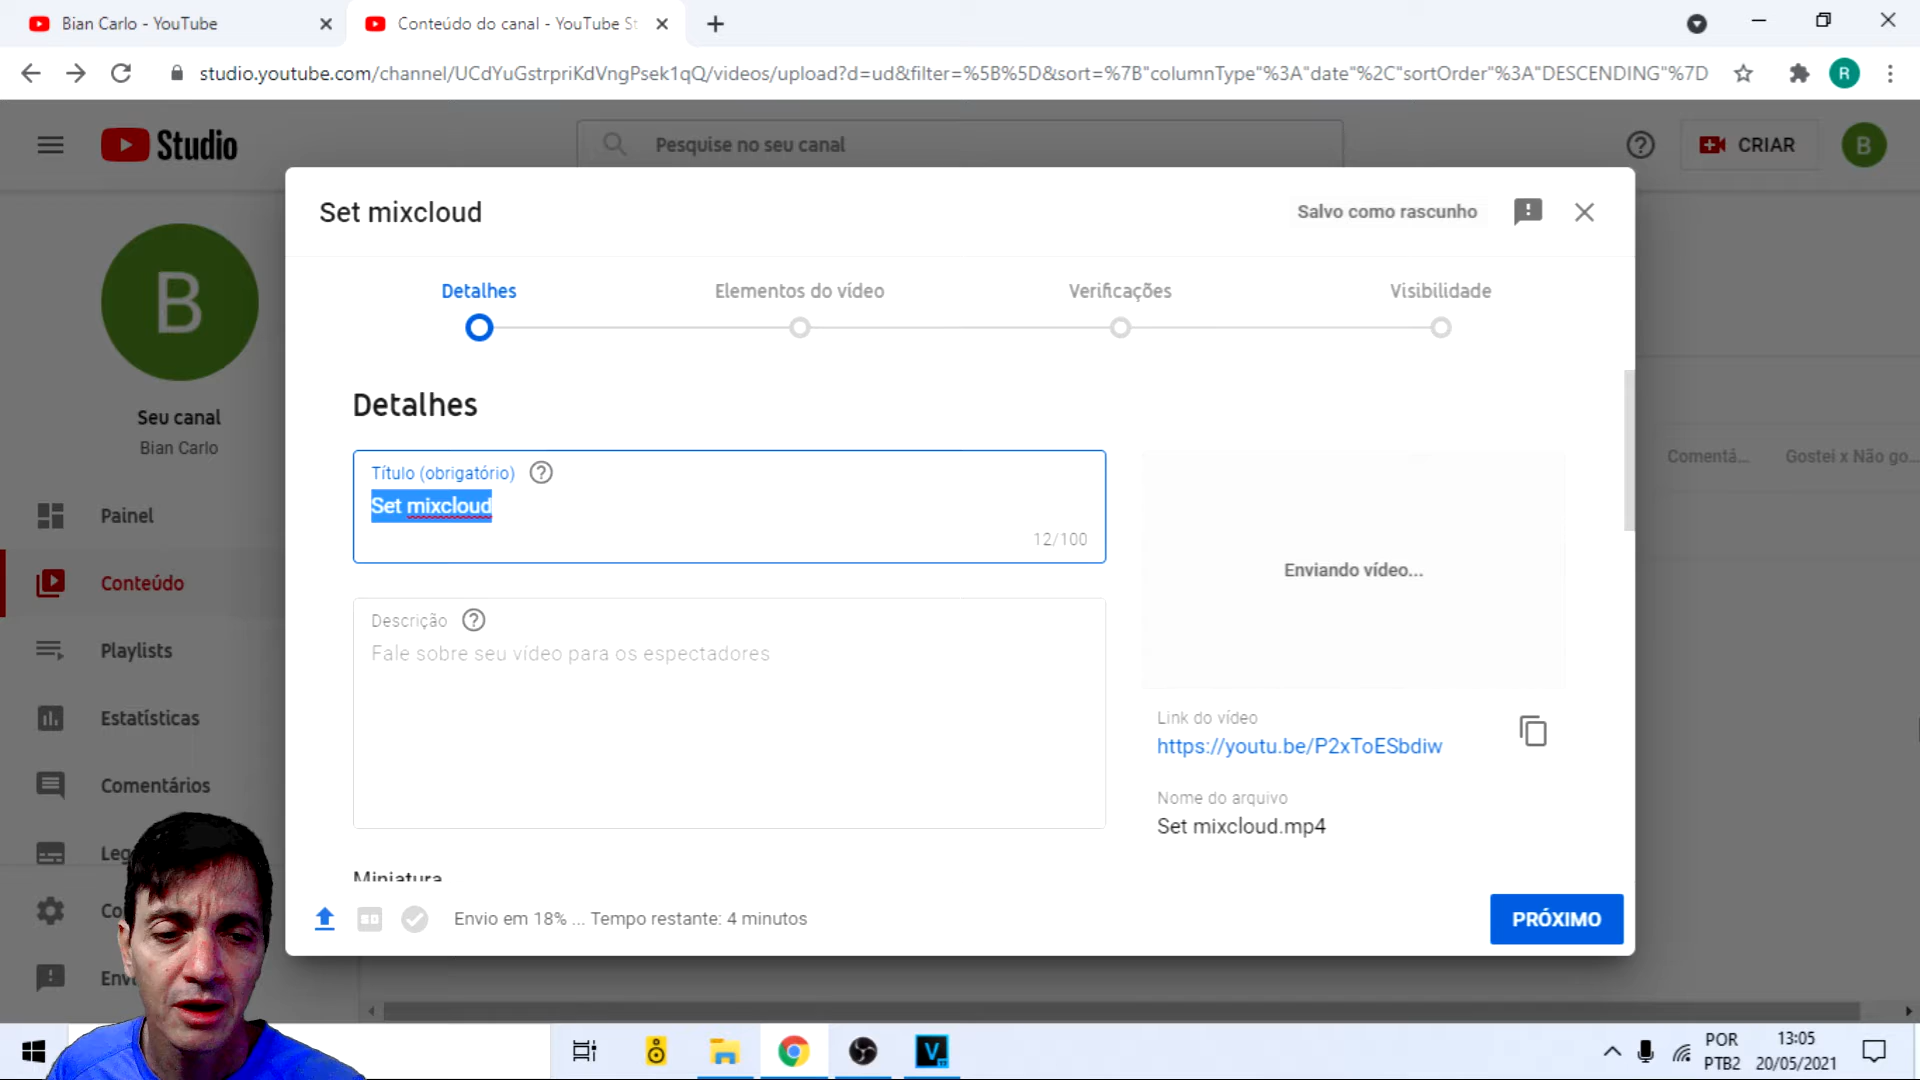 Bian Carlo - YouTube
Conteúdo do canal - YouTube St
studio.youtube.com/channel/UCdYuGstrpriKdVngPsek1qQ/videos/upload?d=ud&filter=%5B%5D&sort=%7B"columnType"%3A"date"%2C"sortOrder"%3A"DESCENDING"%7D
R
Studio
Pesquise no seu canal
CRIAR
B
Set mixcloud
Salvo como rascunho
B
Detalhes
Elementos do vídeo
Verificações
Visibilidade
Seu canal
Bian Carlo
Detalhes
Título (obrigatório)
Set mixcloud
12/100
Comentá...
Gostei x Não go...
Painel
Conteúdo
Playlists
Estatísticas
Comentários
Leg
Co
Env
Enviando vídeo...
Descrição
Fale sobre seu vídeo para os espectadores
Link do vídeo
https://youtu.be/P2xToESbdiw
Nome do arquivo
Set mixcloud.mp4
Miniatura
Envio em 18% ... Tempo restante: 4 minutos
PRÓXIMO
V
POR
PTB2
13:05
20/05/2021